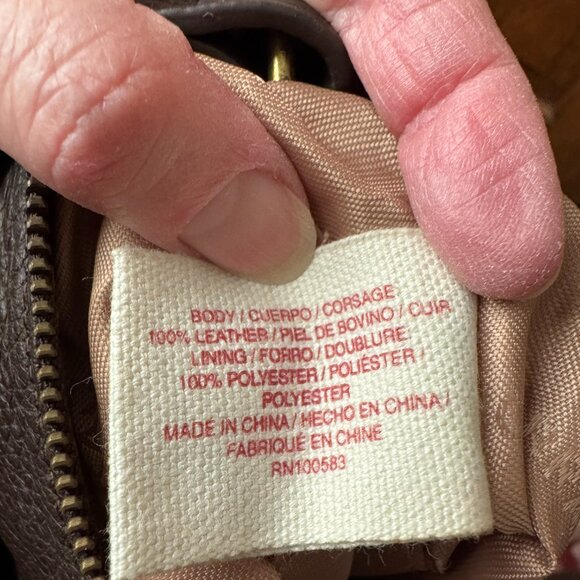 BODY / CUERPO / CORSAGE
100% LEATHER / PIEL DE BOVINO / CUIR
LINING / FORRO / DOUBLURE
100% POLYESTER / POLIÉSTER /
POLYESTER
MADE IN CHINA / HECHO EN CHINA /
FABRIQUÉ EN CHINE
RN100583